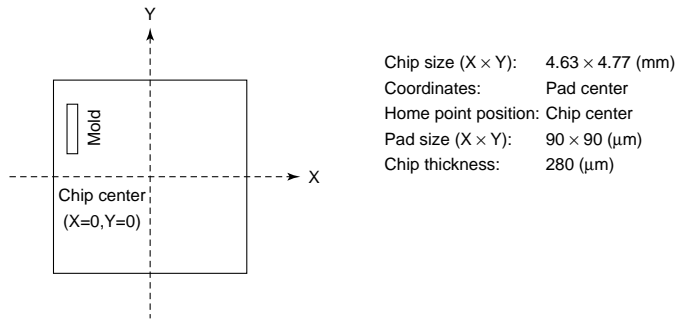 Y
Mold
X
Chip center
(X=0,Y=0)
Chip size (X × Y): 4.63 × 4.77 (mm)
Coordinates: Pad center
Home point position: Chip center
Pad size (X × Y): 90 × 90 (μm)
Chip thickness: 280 (μm)